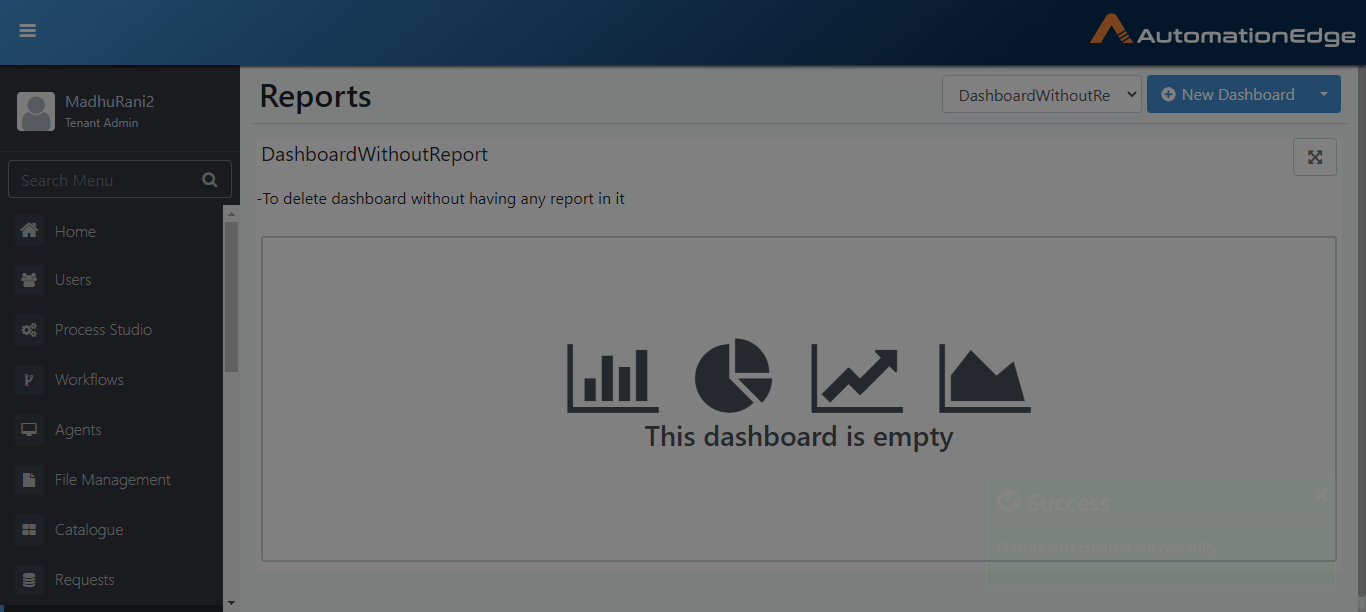 AutomationEdge
MadhuRani2
Tenant Admin
Search Menu
Home
Users
Process Studio
Workflows
Agents
File Management
Catalogue
Requests
Reports
DashboardWithoutRe
New Dashboard
DashboardWithoutReport
-To delete dashboard without having any report in it
This dashboard is empty
Success
Dashboard created successfully